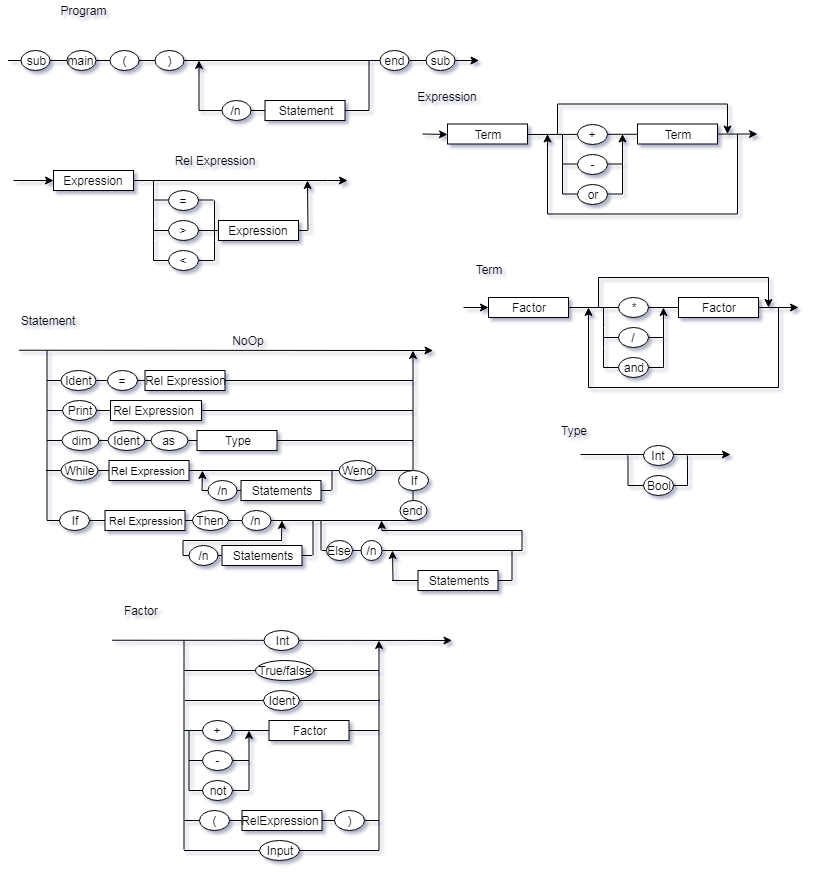 Program
sub main ( ) end sub
/n Statement
Expression
Term + Term
-
or
Rel Expression
Expression
=
> Expression
<
Term
Factor * Factor
/
and
Statement
NoOp
Ident = Rel Expression
Print Rel Expression
dim Ident as Type
While Rel Expression Wend
/n Statements
If
end
If Rel Expression Then /n
/n Statements
Else /n
Statements
Type
Int
Bool
Factor
Int
True/false
Ident
+ Factor
-
not
( RelExpression )
Input